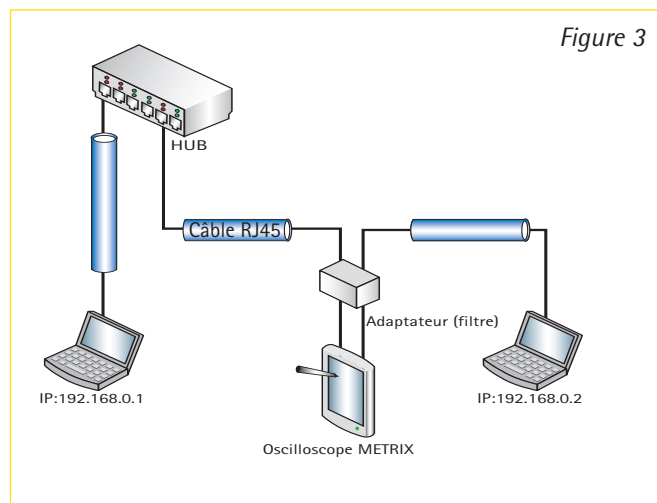 Figure 3
HUB
Câble RJ45
Adaptateur (filtre)
IP:192.168.0.1
IP:192.168.0.2
Oscilloscope METRIX